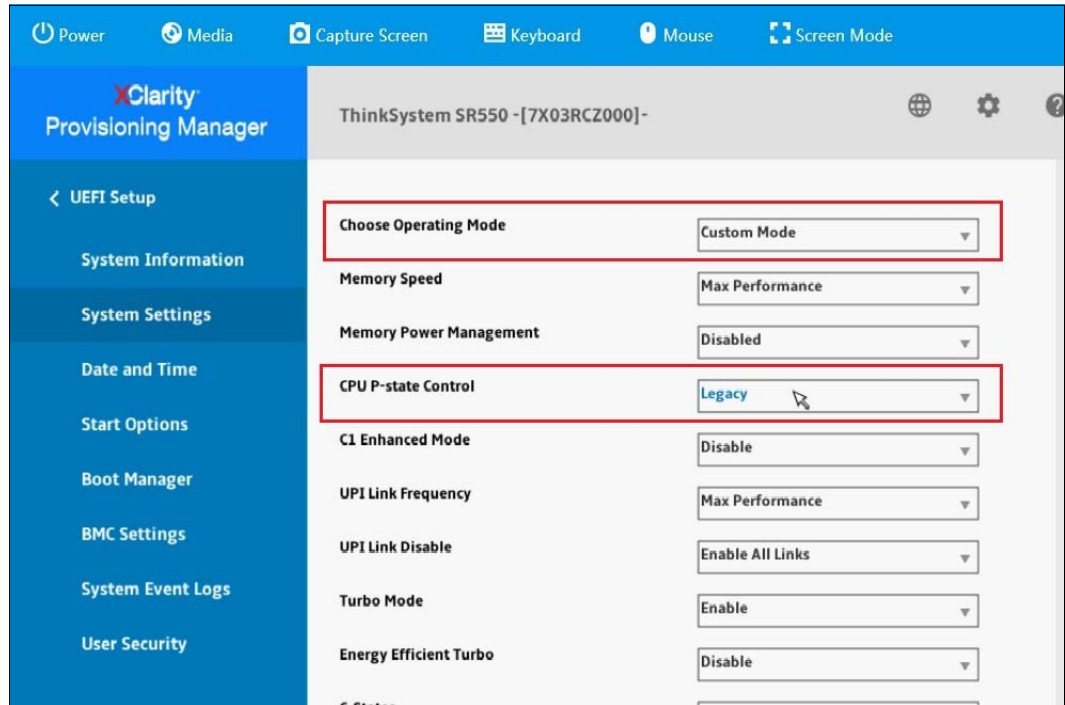 Power Media Capture Screen Keyboard Mouse Screen Mode
XClarity
Provisioning Manager
ThinkSystem SR550 -[7X03RCZ000]-
UEFI Setup
System Information
System Settings
Date and Time
Start Options
Boot Manager
BMC Settings
System Event Logs
User Security
Choose Operating Mode Custom Mode
Memory Speed Max Performance
Memory Power Management Disabled
CPU P-state Control Legacy
C1 Enhanced Mode Disable
UPI Link Frequency Max Performance
UPI Link Disable Enable All Links
Turbo Mode Enable
Energy Efficient Turbo Disable